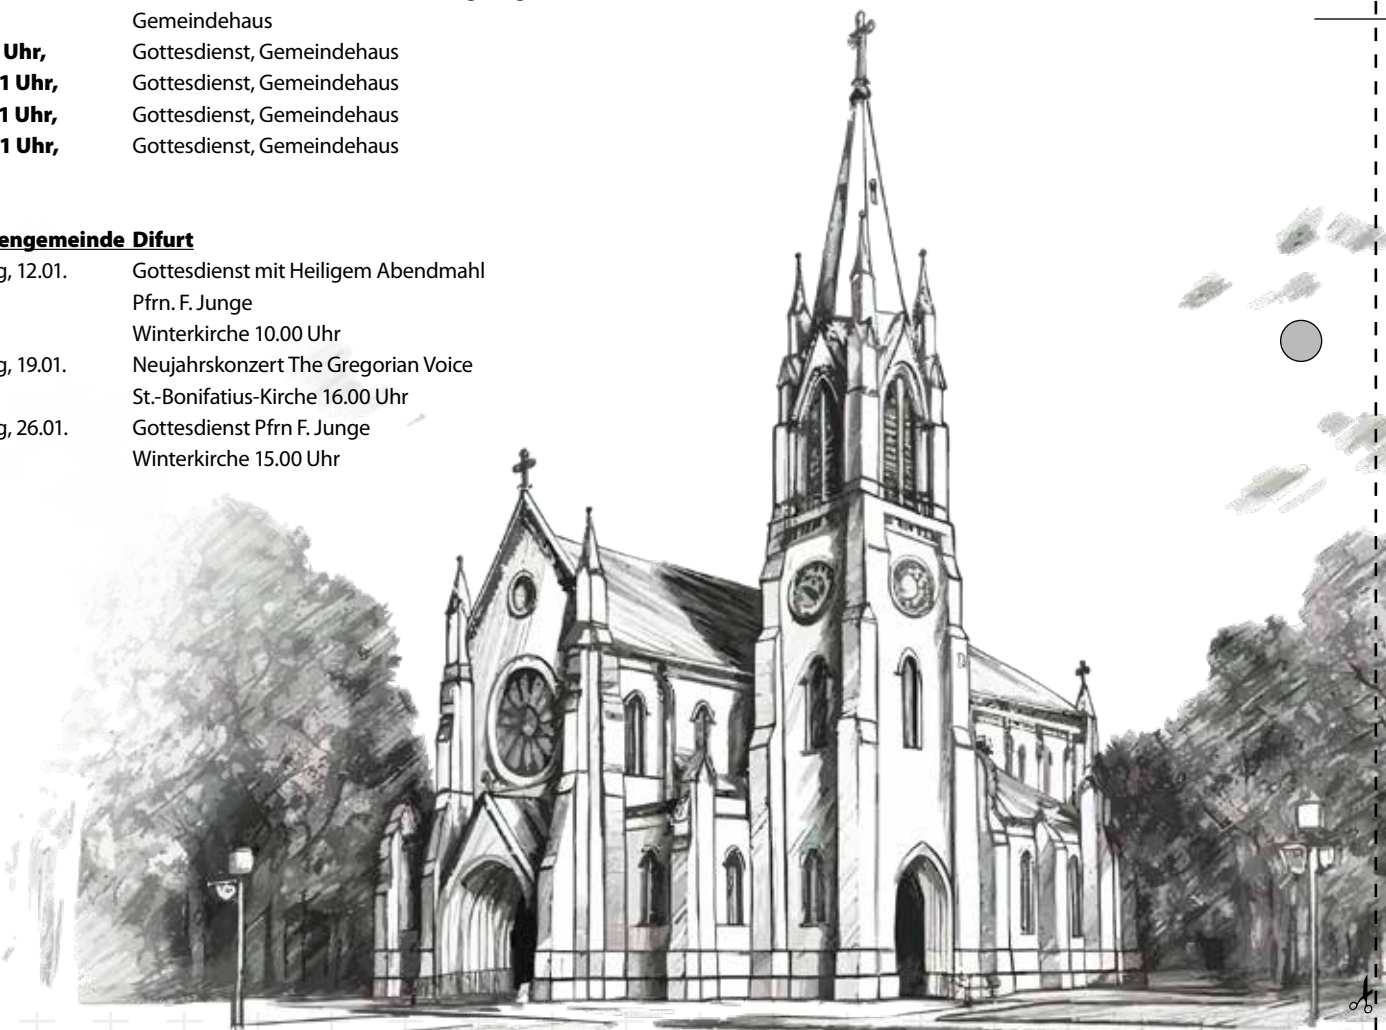 Gemeindehaus
Uhr, Gottesdienst, Gemeindehaus
1 Uhr, Gottesdienst, Gemeindehaus
1 Uhr, Gottesdienst, Gemeindehaus
1 Uhr, Gottesdienst, Gemeindehaus
engemeinde Difurt
g, 12.01. Gottesdienst mit Heiligem Abendmahl
Pfrn. F. Junge
Winterkirche 10.00 Uhr
g, 19.01. Neujahrskonzert The Gregorian Voice
St.-Bonifatius-Kirche 16.00 Uhr
g, 26.01. Gottesdienst Pfrn F. Junge
Winterkirche 15.00 Uhr